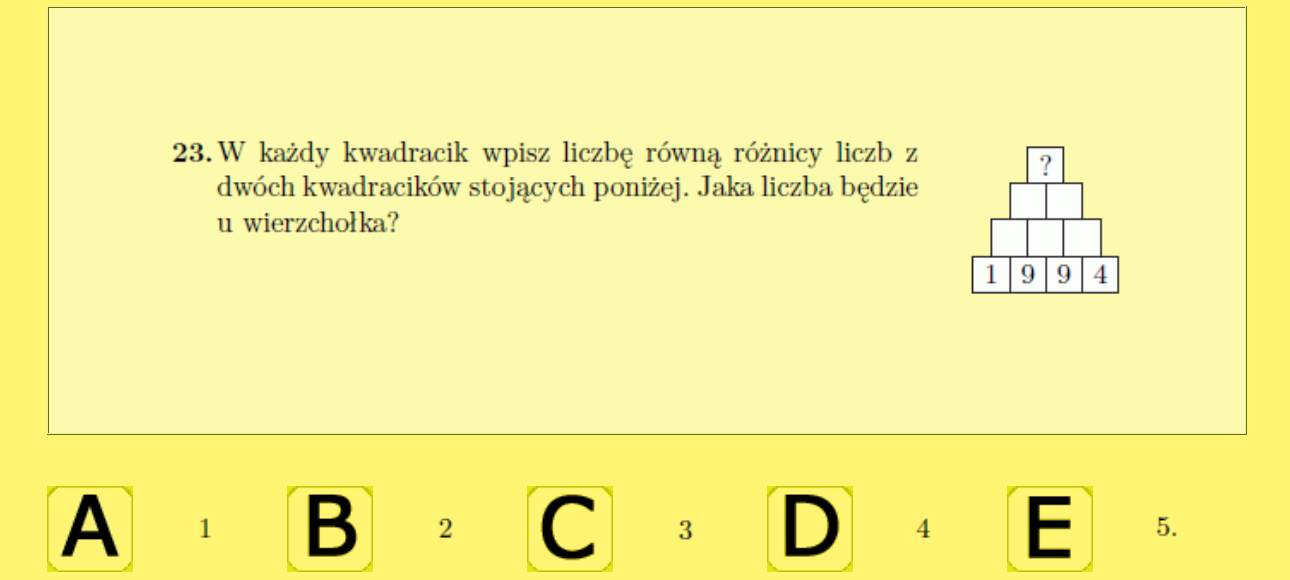 23. W każdy kwadracik wpisz liczbę równą różnicy liczb z
dwóch kwadracików stojących poniżej. Jaka liczba będzie
u wierzchołka?
?
1 9 9 4
A 1 B 2 C 3 D 4 E 5.